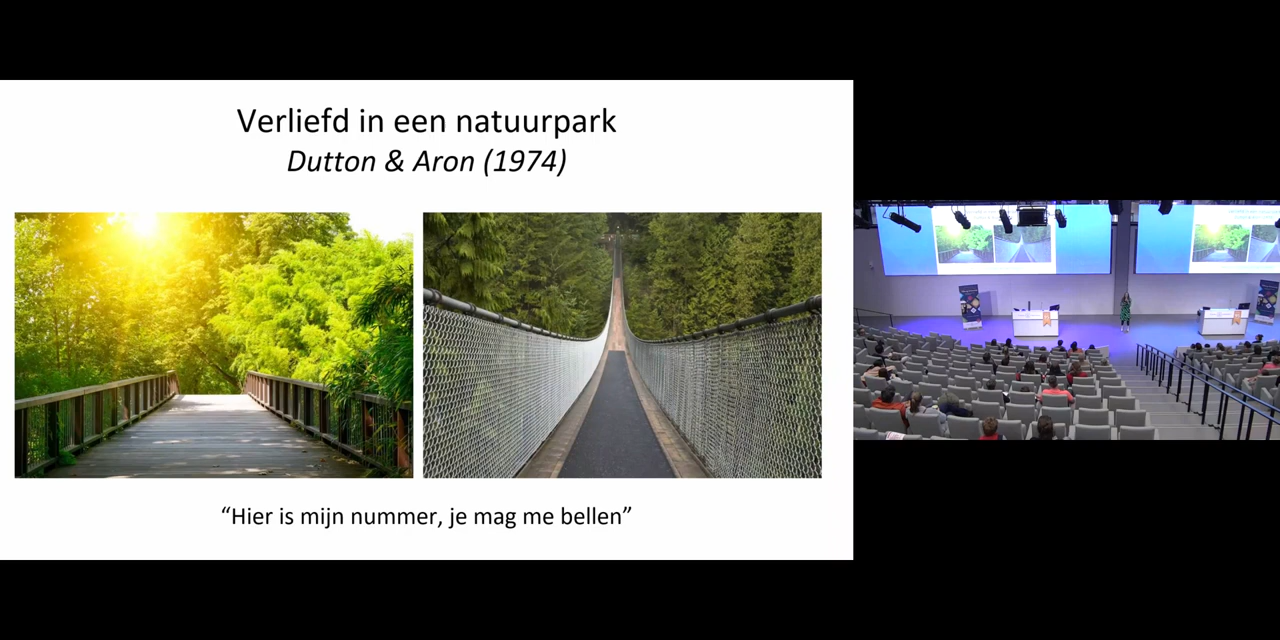 Verliefd in een natuurpark
Dutton & Aron (1974)
“Hier is mijn nummer, je mag me bellen”